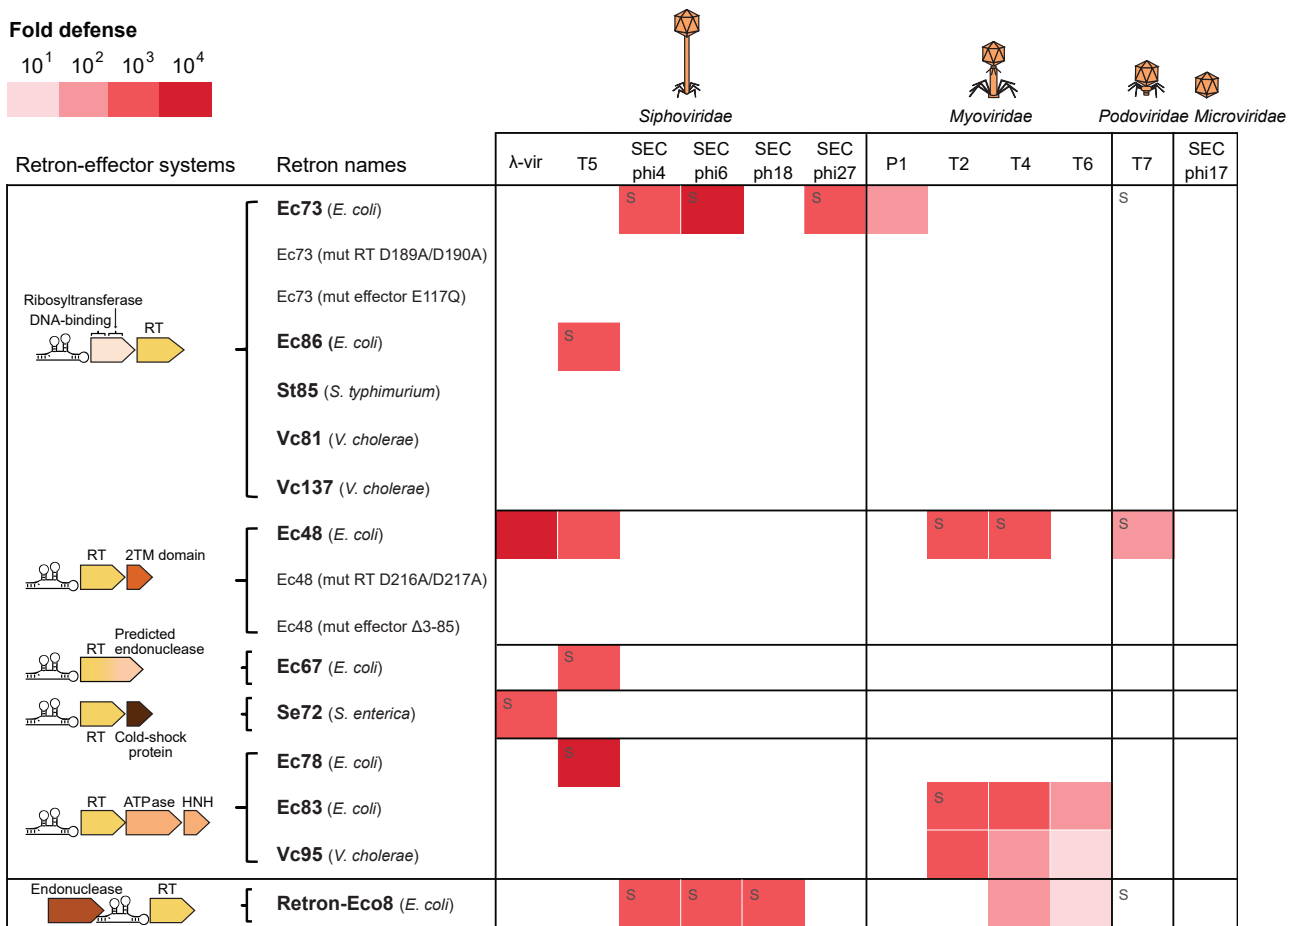 Fold defense
10¹ 10² 10³ 10⁴
Siphoviridae Myoviridae Podoviridae Microviridae
Retron-effector systems Retron names λ-vir T5 SEC phi4 SEC phi6 SEC ph18 SEC phi27 P1 T2 T4 T6 T7 SEC phi17
Ec73 (E. coli) S S S S
Ec73 (mut RT D189A/D190A)
Ec73 (mut effector E117Q)
Ribosyltransferase
DNA-binding RT
Ec86 (E. coli) S
St85 (S. typhimurium)
Vc81 (V. cholerae)
Vc137 (V. cholerae)
Ec48 (E. coli) S S S
RT 2TM domain
Ec48 (mut RT D216A/D217A)
Ec48 (mut effector Δ3-85)
Predicted
RT endonuclease
Ec67 (E. coli) S
Se72 (S. enterica) S
RT Cold-shock
protein
Ec78 (E. coli) S
RT ATPase HNH
Ec83 (E. coli) S
Vc95 (V. cholerae)
Endonuclease RT
Retron-Eco8 (E. coli) S S S S